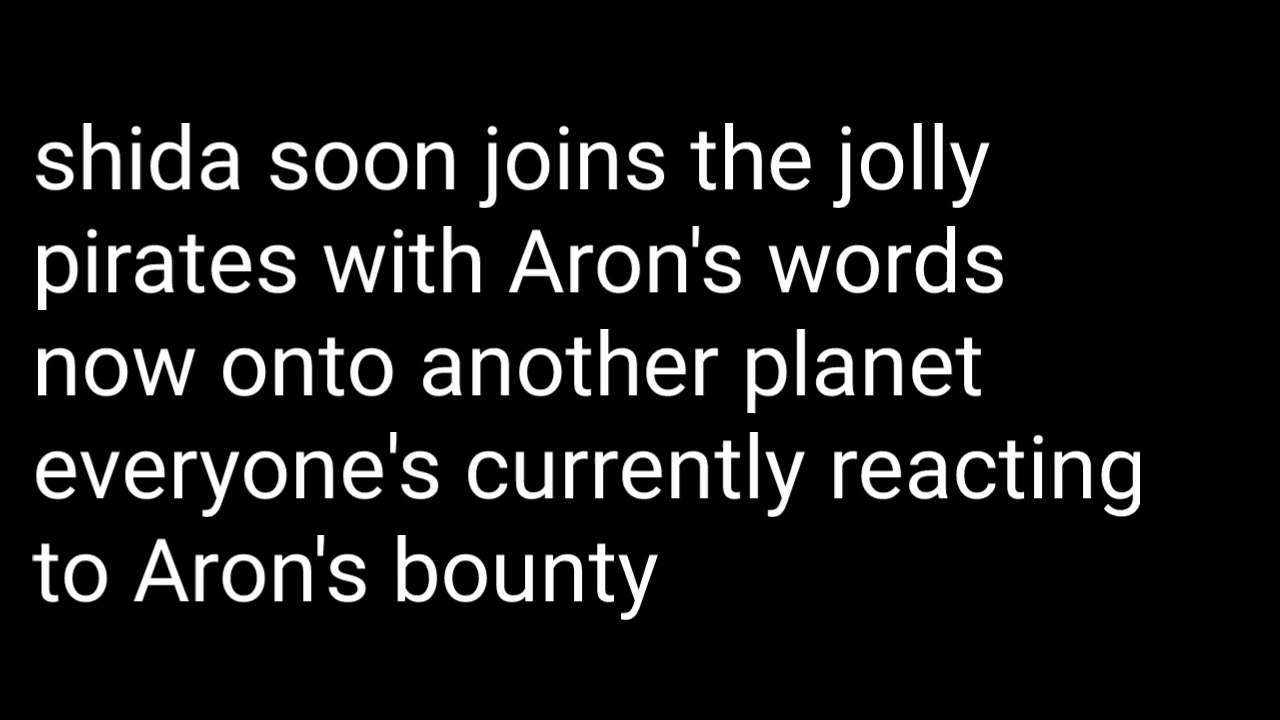 shida soon joins the jolly
pirates with Aron's words
now onto another planet
everyone's currently reacting
to Aron's bounty